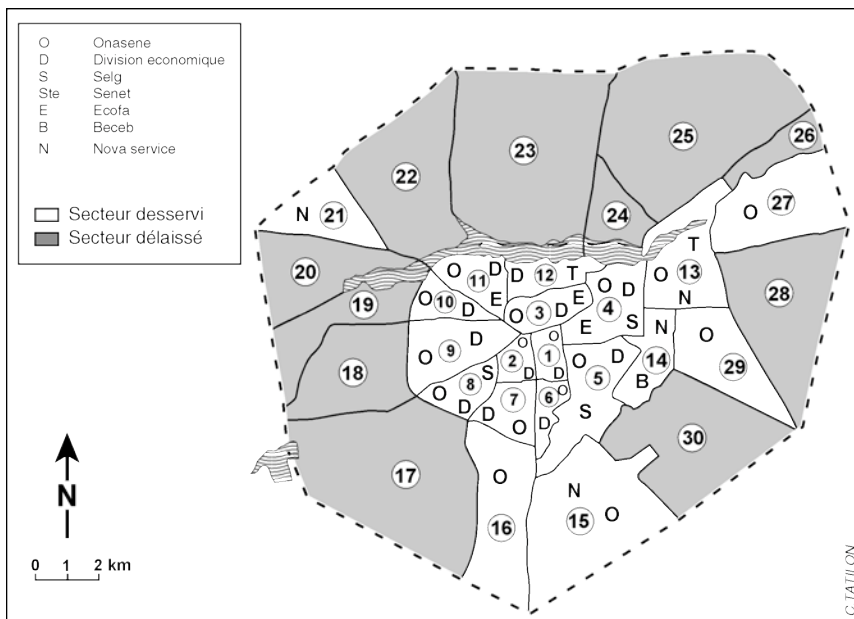 O Onasene
D Division economique
S Selg
Ste Senet
E Ecofa
B Beceb
N Nova service
Secteur desservi
Secteur délaissé
25
26
23
22
27
O
N 21
24
T
20
O D
11
D 12 T
O 13
E
O D
N
28
19
O 10 D
E
O 3 D
4
E S
N
O
D
9
O
O
2
D
O
1
D
O D
5
S
14
B
29
18
S
8
O D
7
D O
6 O
D
30
17
O
16
N
15 O
N
0 1 2 km
C TATILON